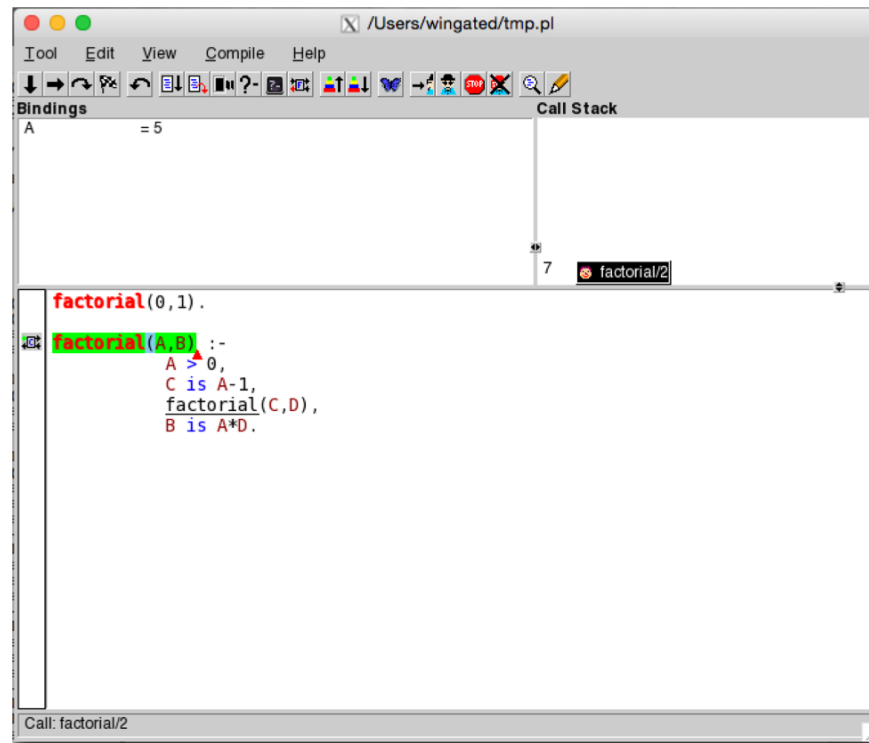 /Users/wingated/tmp.pl
Tool Edit View Compile Help
?- STOP
Bindings
Call Stack
A = 5
7 factorial/2
factorial(0,1).
factorial(A,B) :-
A > 0,
C is A-1,
factorial(C,D),
B is A*D.
Call: factorial/2